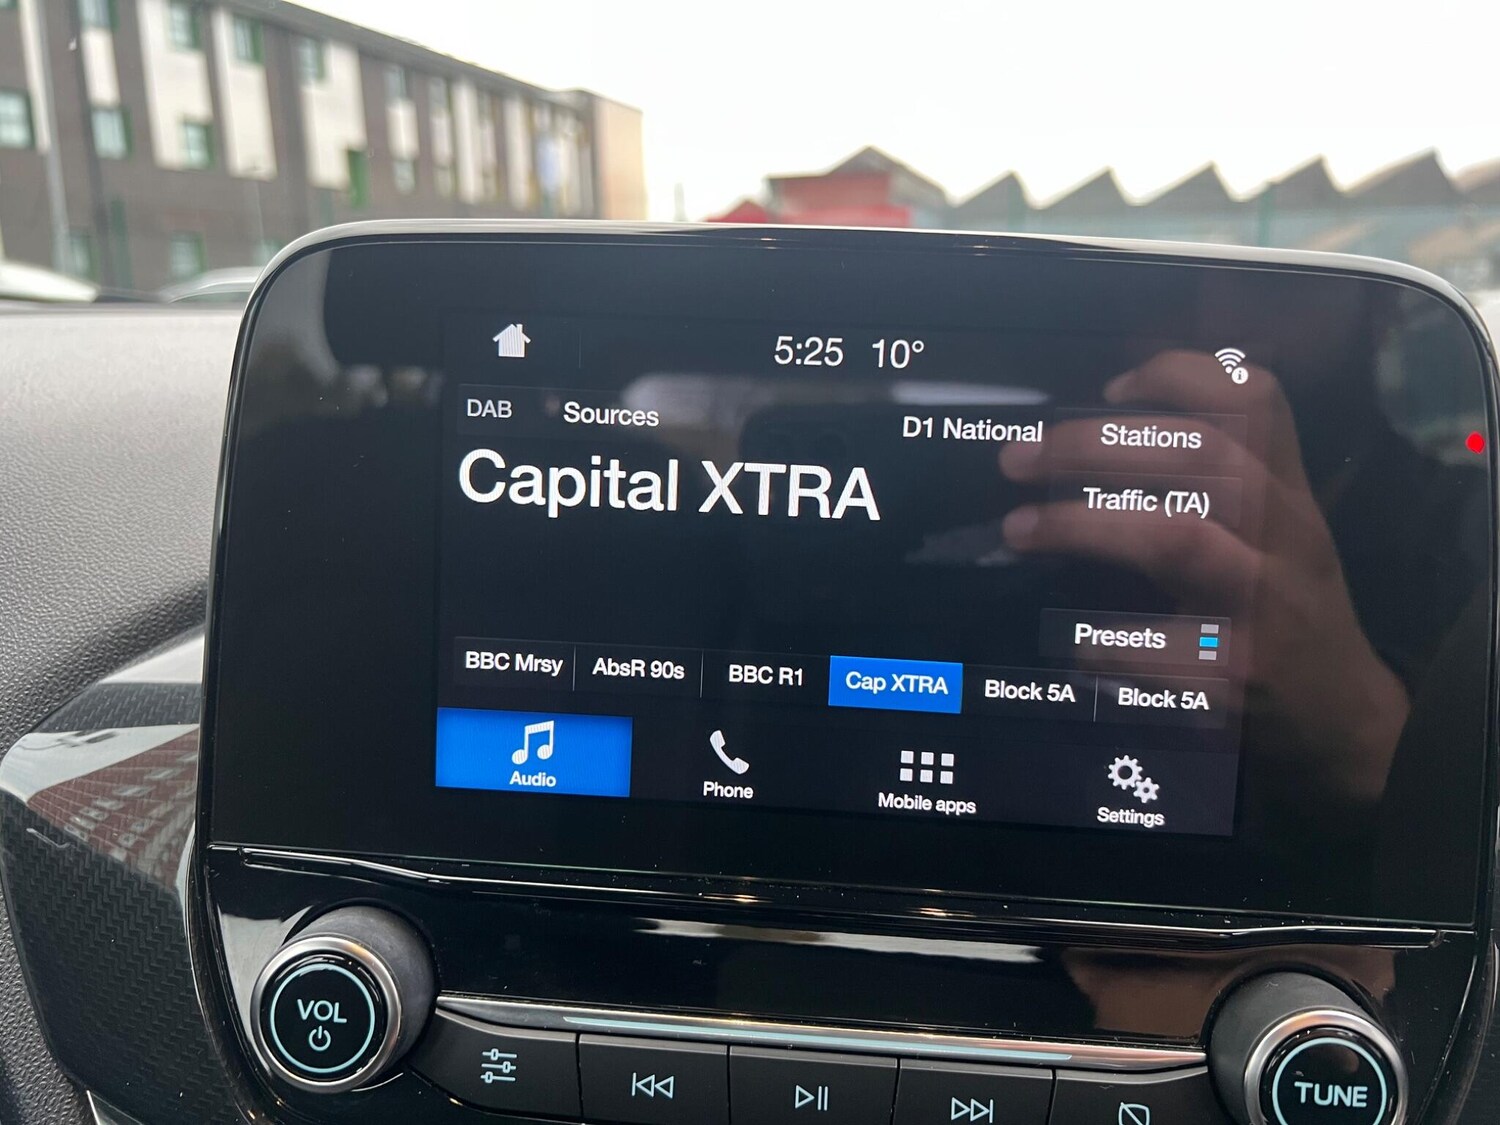 5:25 10°
DAB Sources D1 National Stations
Capital XTRA
Traffic (TA)
Presets
BBC Mrsy AbsR 90s BBC R1 Cap XTRA Block 5A Block 5A
Audio Phone Mobile apps Settings
VOL
TUNE